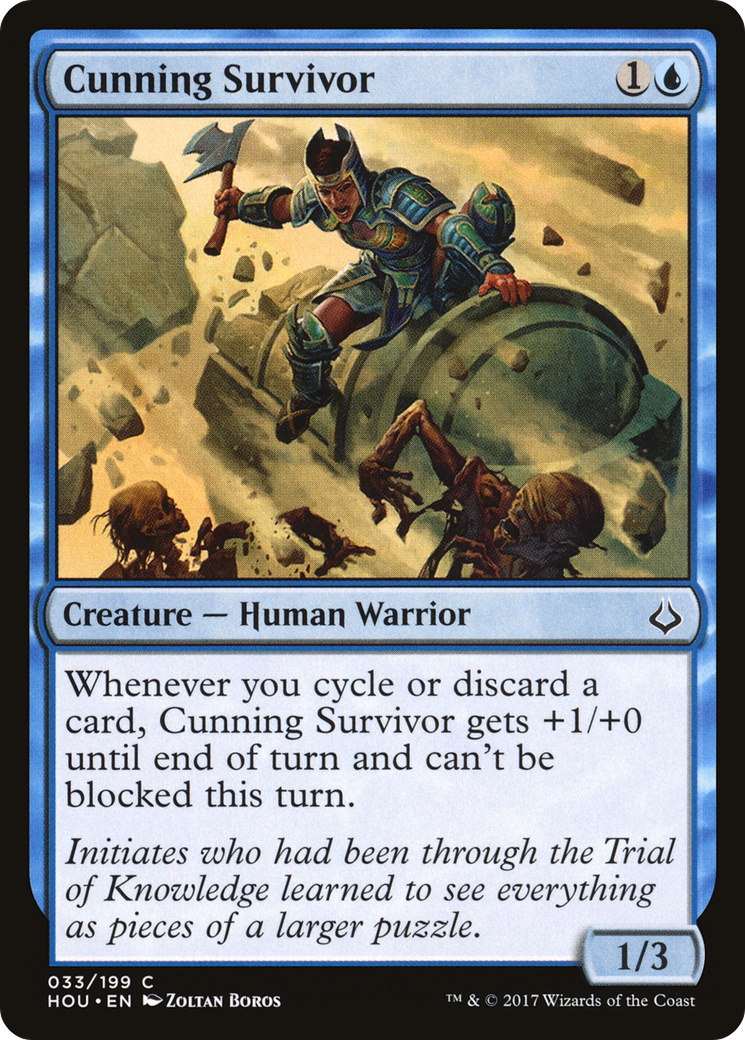 Cunning Survivor 1
Creature — Human Warrior
Whenever you cycle or discard a
card, Cunning Survivor gets +1/+0
until end of turn and can't be
blocked this turn.
Initiates who had been through the Trial
of Knowledge learned to see everything
as pieces of a larger puzzle.
1/3
033/199 C
HOU • EN ZOLTAN BOROS
™ & © 2017 Wizards of the Coast